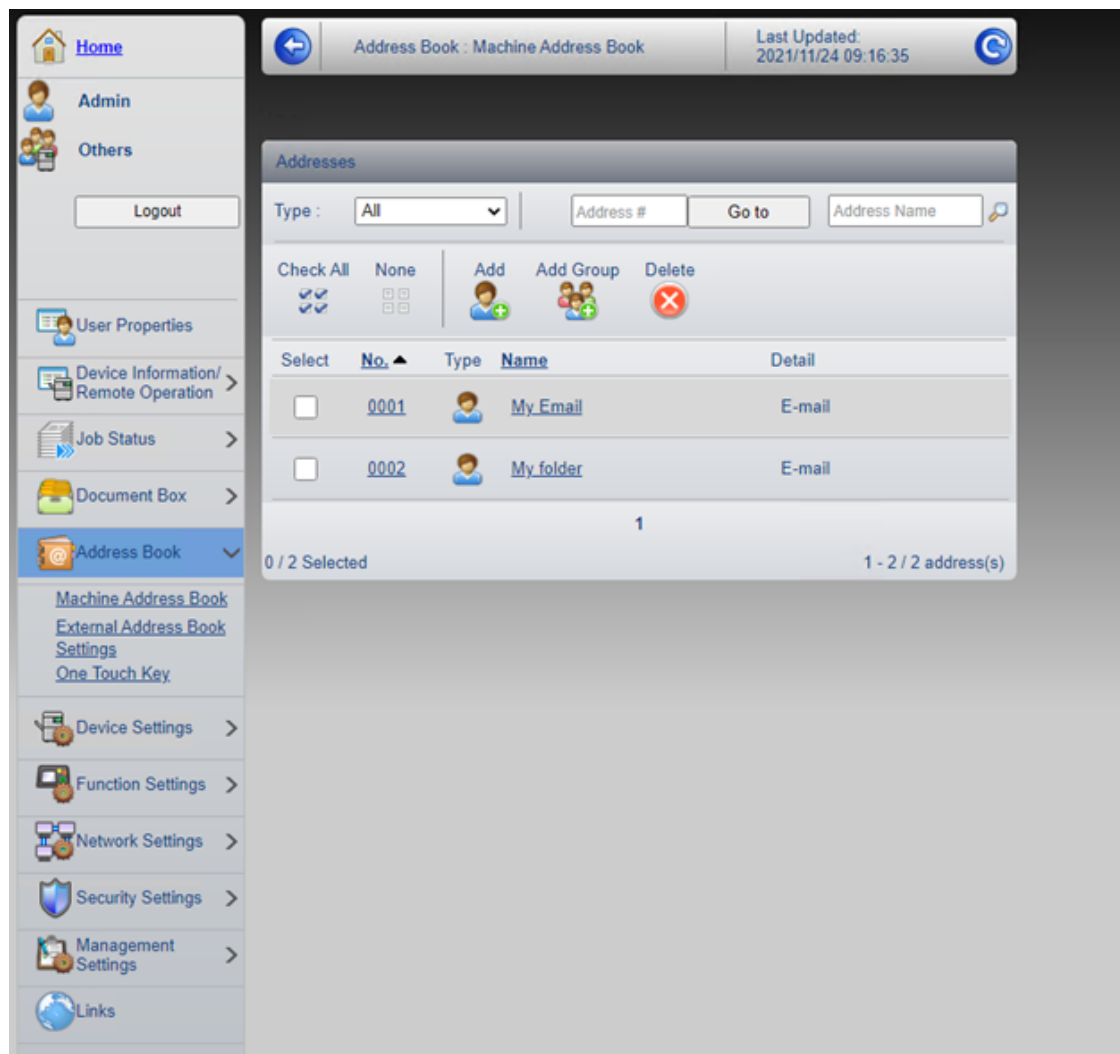 Home
Admin
Others
Logout
User Properties
Device Information/
Remote Operation
Job Status
Document Box
Address Book
Machine Address Book
External Address Book
Settings
One Touch Key
Device Settings
Function Settings
Network Settings
Security Settings
Management
Settings
Links
Address Book : Machine Address Book
Last Updated:
2021/11/24 09:16:35
Addresses
Type : All Address # Go to Address Name
Check All None Add Add Group Delete
Select No. Type Name Detail
0001 My Email E-mail
0002 My folder E-mail
1
0 / 2 Selected 1 - 2 / 2 address(s)